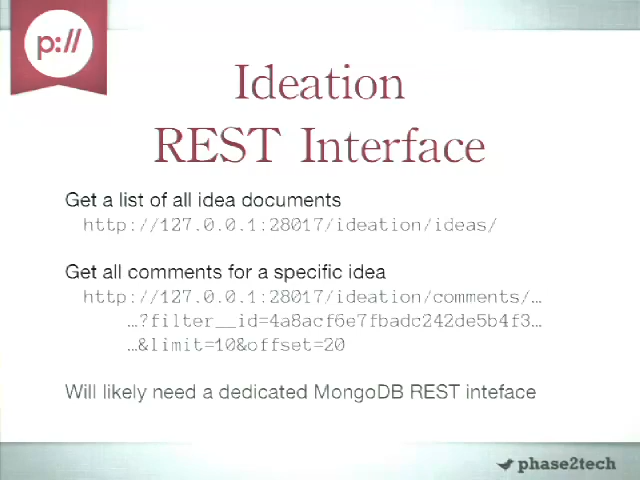 p://
Ideation
REST Interface
Get a list of all idea documents
http://127.0.0.1:28017/ideation/ideas/
Get all comments for a specific idea
http://127.0.0.1:28017/ideation/comments/…
…?filter__id=4a8acf6e7fbadc242de5b4f3…
…&limit=10&offset=20
Will likely need a dedicated MongoDB REST inteface
phase2tech